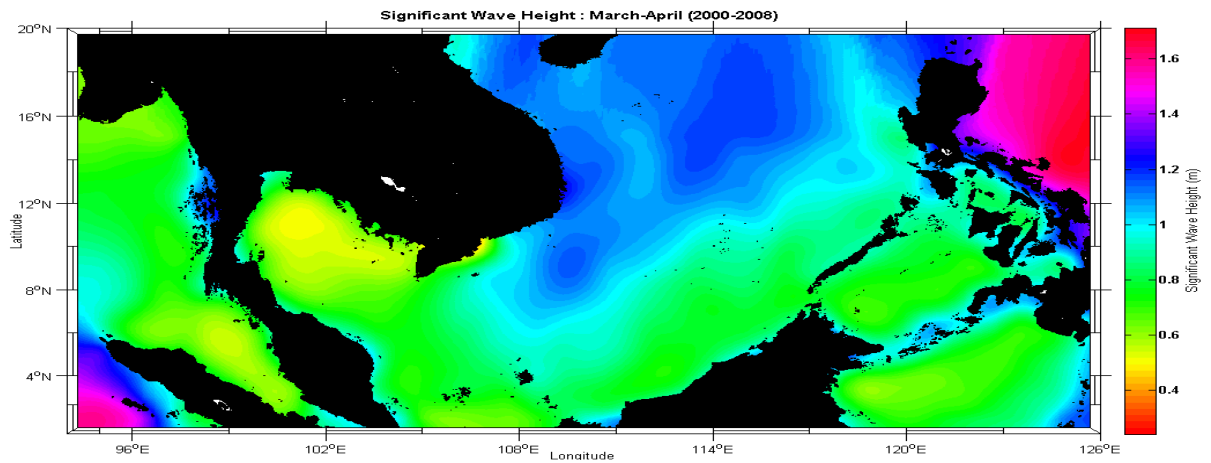 Significant Wave Height : March-April (2000-2008)
20°N
16°N
12°N
8°N
4°N
Latitude
96°E
102°E
108°E
114°E
120°E
126°E
Longitude
1.6
1.4
1.2
1
0.8
0.6
0.4
Significant Wave Height (m)